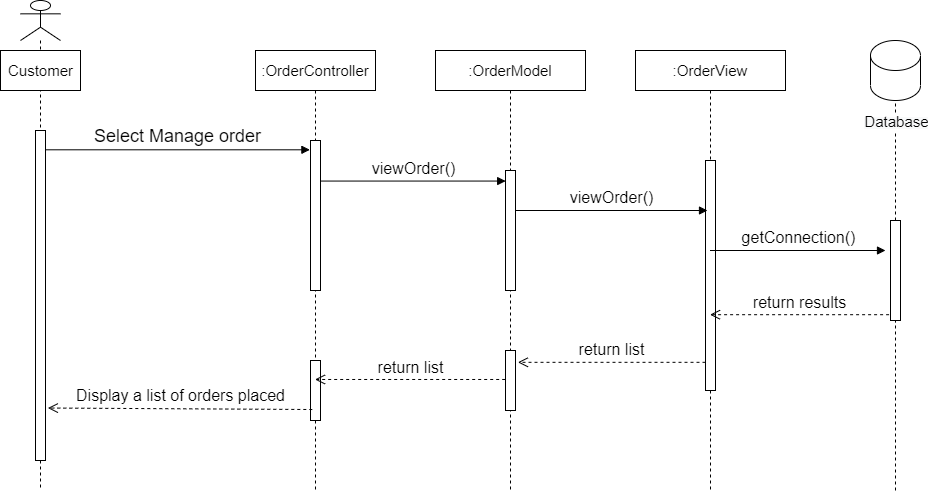 Customer
:OrderController
:OrderModel
:OrderView
Database
Select Manage order
viewOrder()
viewOrder()
getConnection()
return results
return list
return list
Display a list of orders placed